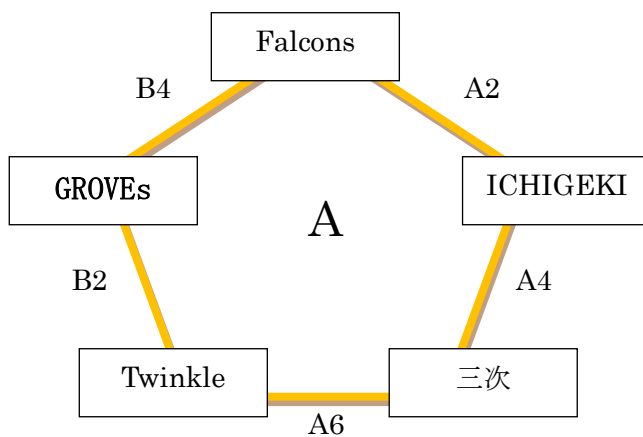 Falcons
B4
A2
GROVEs
ICHIGEKI
A
B2
A4
Twinkle
三次
A6